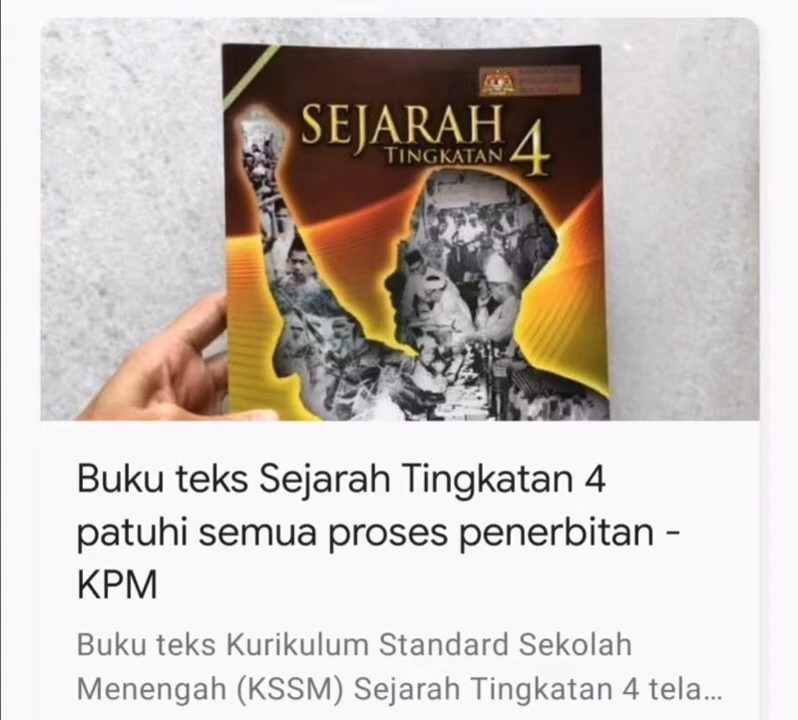 SEJARAH
TINGKATAN 4
Buku teks Sejarah Tingkatan 4
patuhi semua proses penerbitan -
KPM
Buku teks Kurikulum Standard Sekolah
Menengah (KSSM) Sejarah Tingkatan 4 tela...